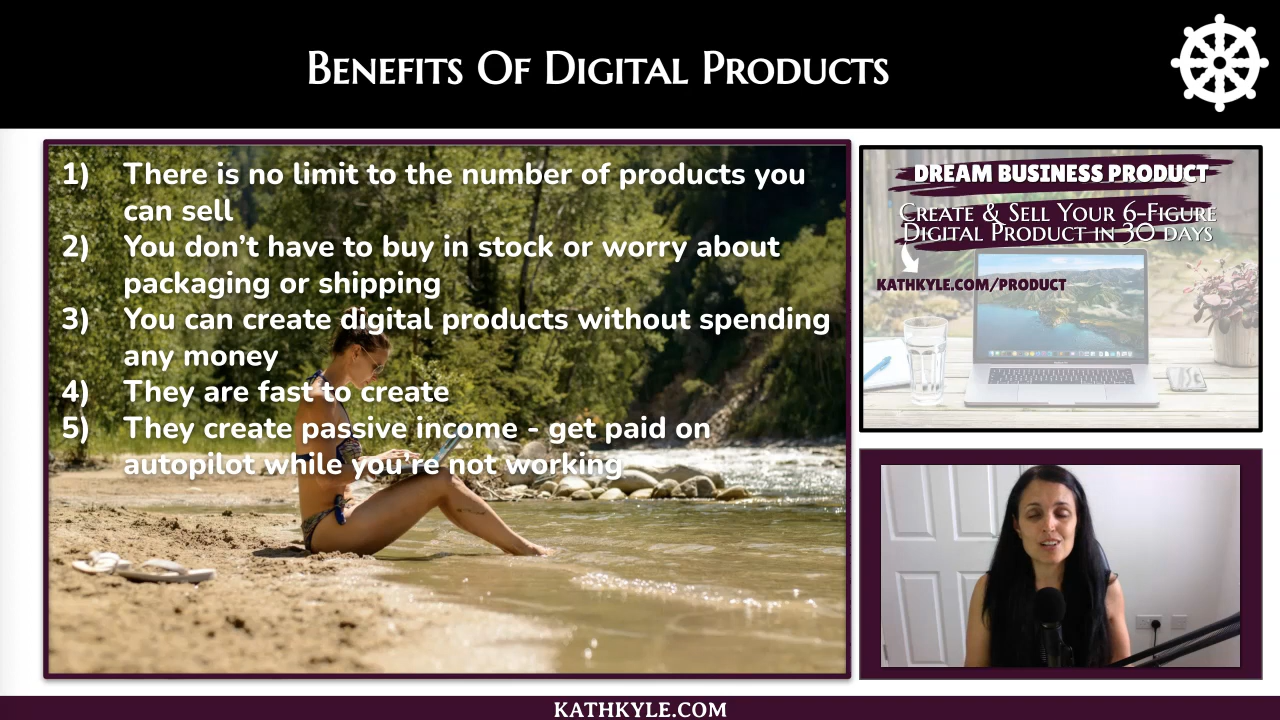 Benefits Of Digital Products
1) There is no limit to the number of products you
can sell
2) You don’t have to buy in stock or worry about
packaging or shipping
3) You can create digital products without spending
any money
4) They are fast to create
5) They create passive income - get paid on
autopilot while you’re not working
DREAM BUSINESS PRODUCT
Create & Sell Your 6-Figure
Digital Product in 30 days
KATHKYLE.COM/PRODUCT
KATHKYLE.COM